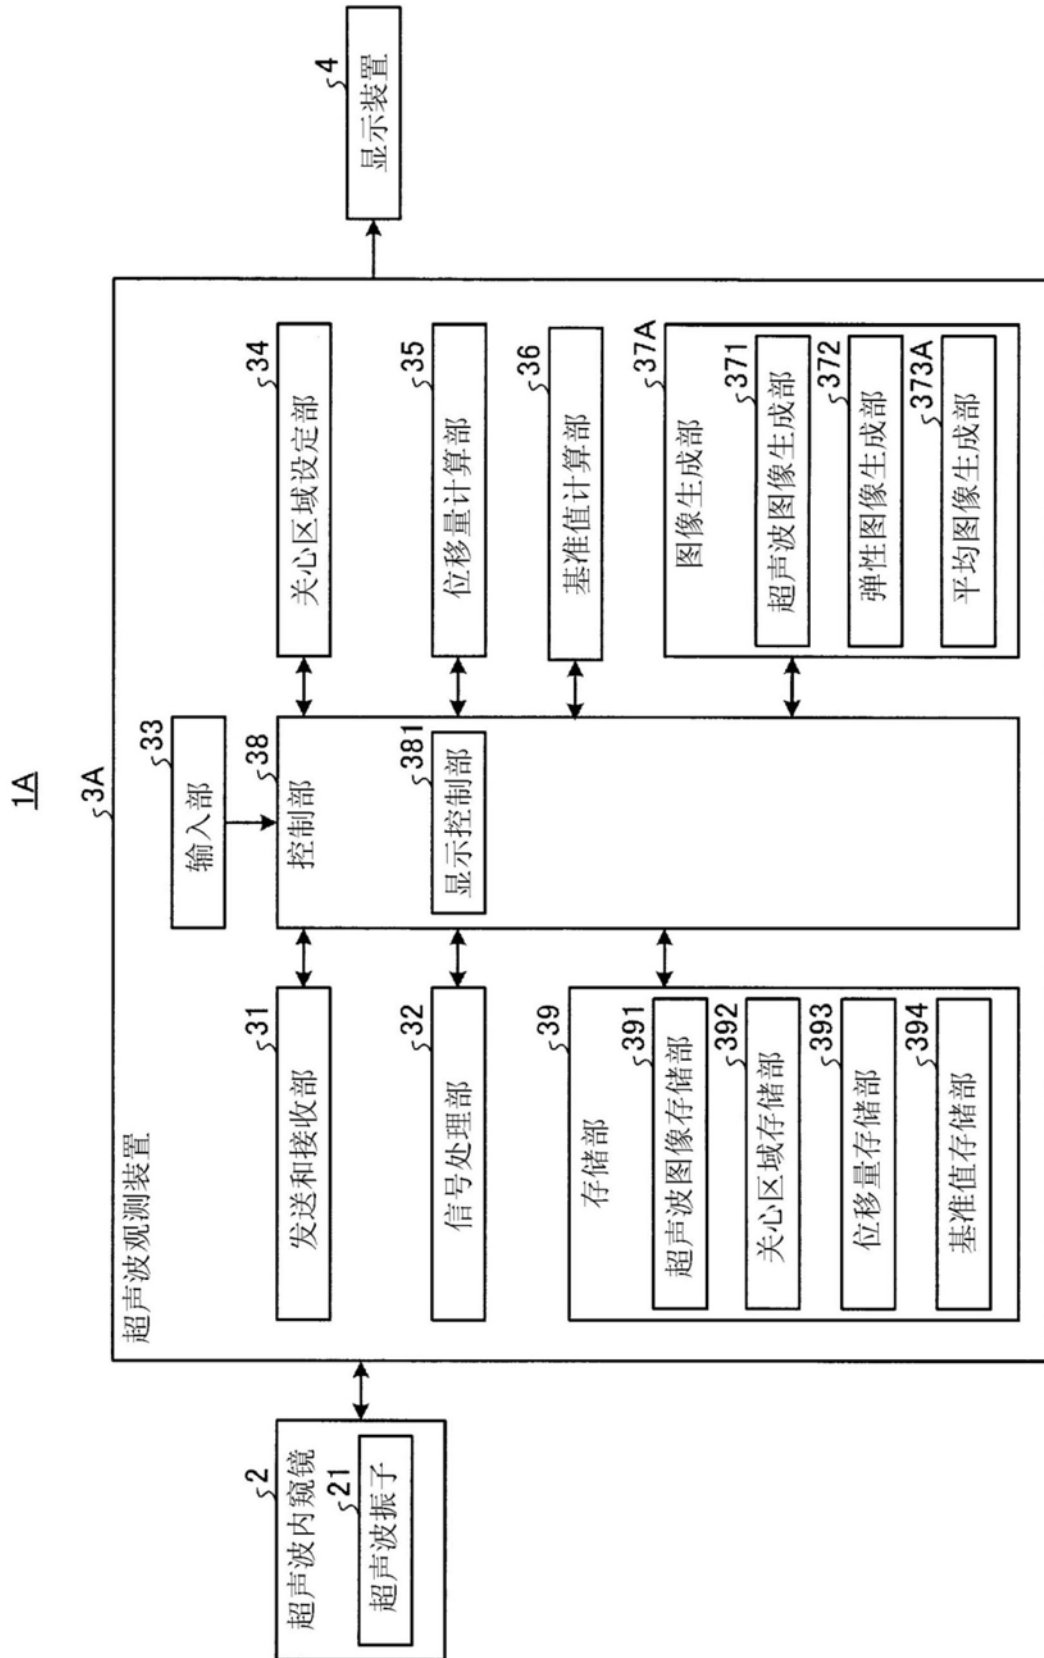 1A
3A
超声波观测装置
2
超声波内窥镜
21
超声波振子
31
发送和接收部
32
信号处理部
39
存储部
391
超声波图像存储部
392
关心区域存储部
393
位移量存储部
394
基准值存储部
33
输入部
38
控制部
381
显示控制部
34
关心区域设定部
35
位移量计算部
36
基准值计算部
37A
图像生成部
371
超声波图像生成部
372
弹性图像生成部
373A
平均图像生成部
4
显示装置